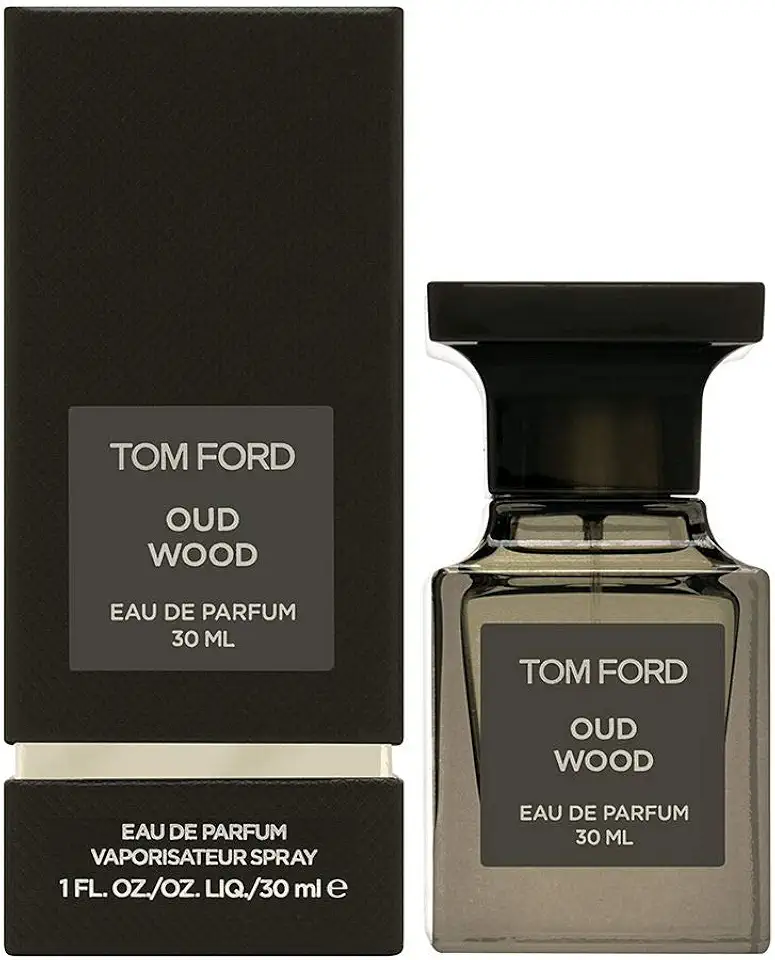 TOM FORD
OUD
WOOD
EAU DE PARFUM
30 ML
EAU DE PARFUM
VAPORISATEUR SPRAY
1 FL. OZ./OZ. LIQ./30 ml ℮
TOM FORD
OUD
WOOD
EAU DE PARFUM
30 ML